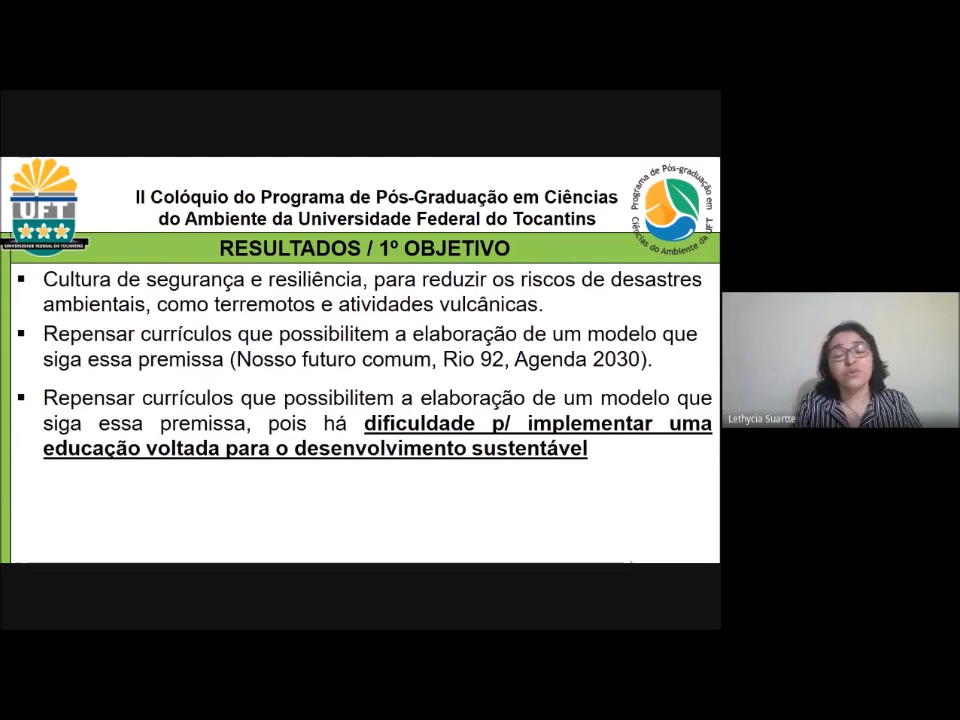 II Colóquio do Programa de Pós-Graduação em Ciências
do Ambiente da Universidade Federal do Tocantins
UFT
UNIVERSIDADE FEDERAL DO TOCANTINS
Programa de Pós-graduação em
Ciências do Ambiente da UFT
RESULTADOS / 1º OBJETIVO
▪ Cultura de segurança e resiliência, para reduzir os riscos de desastres
ambientais, como terremotos e atividades vulcânicas.
▪ Repensar currículos que possibilitem a elaboração de um modelo que
siga essa premissa (Nosso futuro comum, Rio 92, Agenda 2030).
▪ Repensar currículos que possibilitem a elaboração de um modelo que
siga essa premissa, pois há dificuldade p/ implementar uma
educação voltada para o desenvolvimento sustentável
Lethycia Suartte